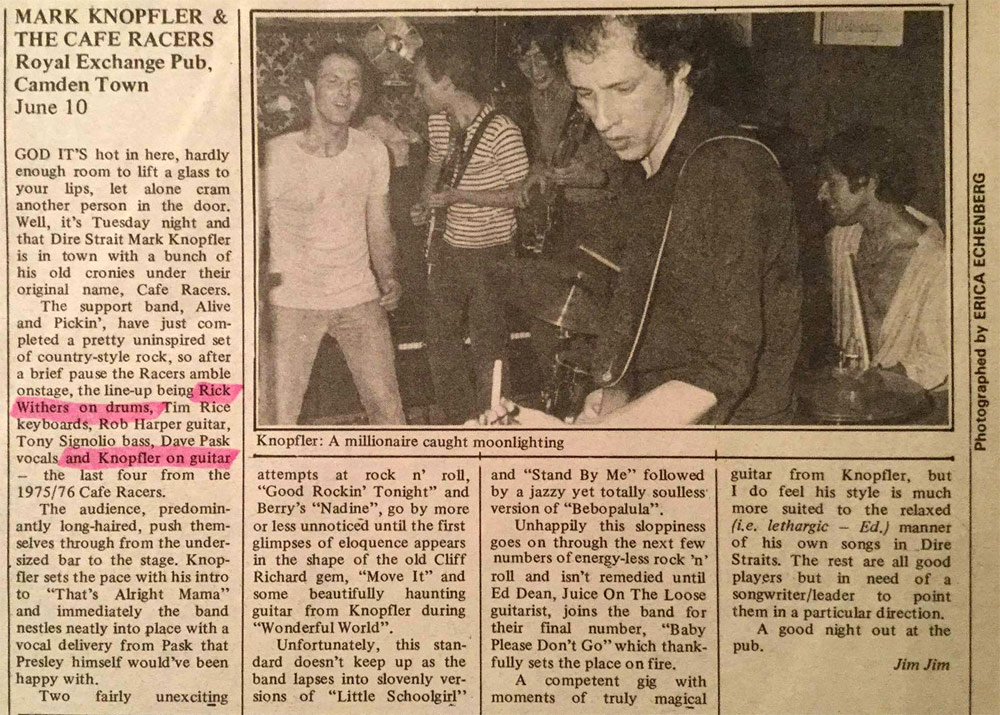 MARK KNOPFLER &
THE CAFE RACERS
Royal Exchange Pub,
Camden Town
June 10
GOD IT'S hot in here, hardly
enough room to lift a glass to
your lips, let alone cram
another person in the door.
Well, it's Tuesday night and
that Dire Strait Mark Knopfler
is in town with a bunch of
his old cronies under their
original name, Cafe Racers.
The support band, Alive
and Pickin', have just com-
pleted a pretty uninspired set
of country-style rock, so after
a brief pause the Racers amble
onstage, the line-up being Rick
Withers on drums, Tim Rice
keyboards, Rob Harper guitar,
Tony Signolio bass, Dave Pask
vocals and Knopfler on guitar
– the last four from the
1975/76 Cafe Racers.
The audience, predomin-
antly long-haired, push them-
selves through from the under-
sized bar to the stage. Knop-
fler sets the pace with his intro
to "That's Alright Mama"
and immediately the band
nestles neatly into place with a
vocal delivery from Pask that
Presley himself would've been
happy with.
Two fairly unexciting
Knopfler: A millionaire caught moonlighting
attempts at rock n' roll,
"Good Rockin' Tonight" and
Berry's "Nadine", go by more
or less unnoticed until the first
glimpses of eloquence appears
in the shape of the old Cliff
Richard gem, "Move It" and
some beautifully haunting
guitar from Knopfler during
"Wonderful World".
Unfortunately, this stan-
dard doesn't keep up as the
band lapses into slovenly ver-
sions of "Little Schoolgirl"
and "Stand By Me" followed
by a jazzy yet totally soulless
version of "Bebopalula".
Unhappily this sloppiness
goes on through the next few
numbers of energy-less rock 'n'
roll and isn't remedied until
Ed Dean, Juice On The Loose
guitarist, joins the band for
their final number, "Baby
Please Don't Go" which thank-
fully sets the place on fire.
A competent gig with
moments of truly magical
guitar from Knopfler, but
I do feel his style is much
more suited to the relaxed
(i.e. lethargic – Ed.) manner
of his own songs in Dire
Straits. The rest are all good
players but in need of a
songwriter/leader to point
them in a particular direction.
A good night out at the
pub.
Jim Jim
Photographed by ERICA ECHENBERG